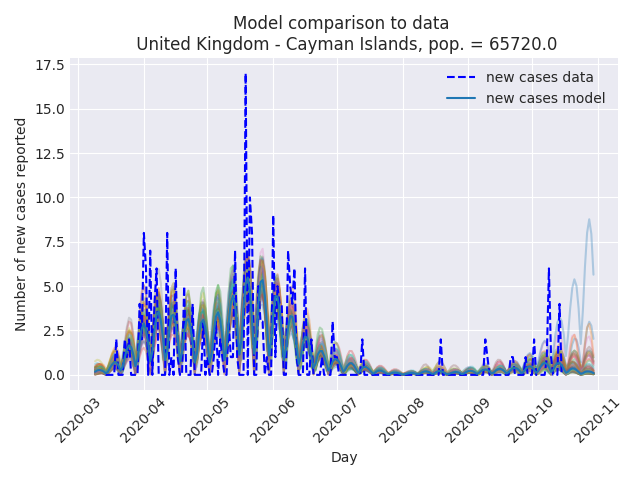 Model comparison to data
United Kingdom - Cayman Islands, pop. = 65720.0
17.5
15.0
12.5
10.0
7.5
5.0
2.5
0.0
Number of new cases reported
new cases data
new cases model
2020-03
2020-04
2020-05
2020-06
2020-07
2020-08
2020-09
2020-10
2020-11
Day